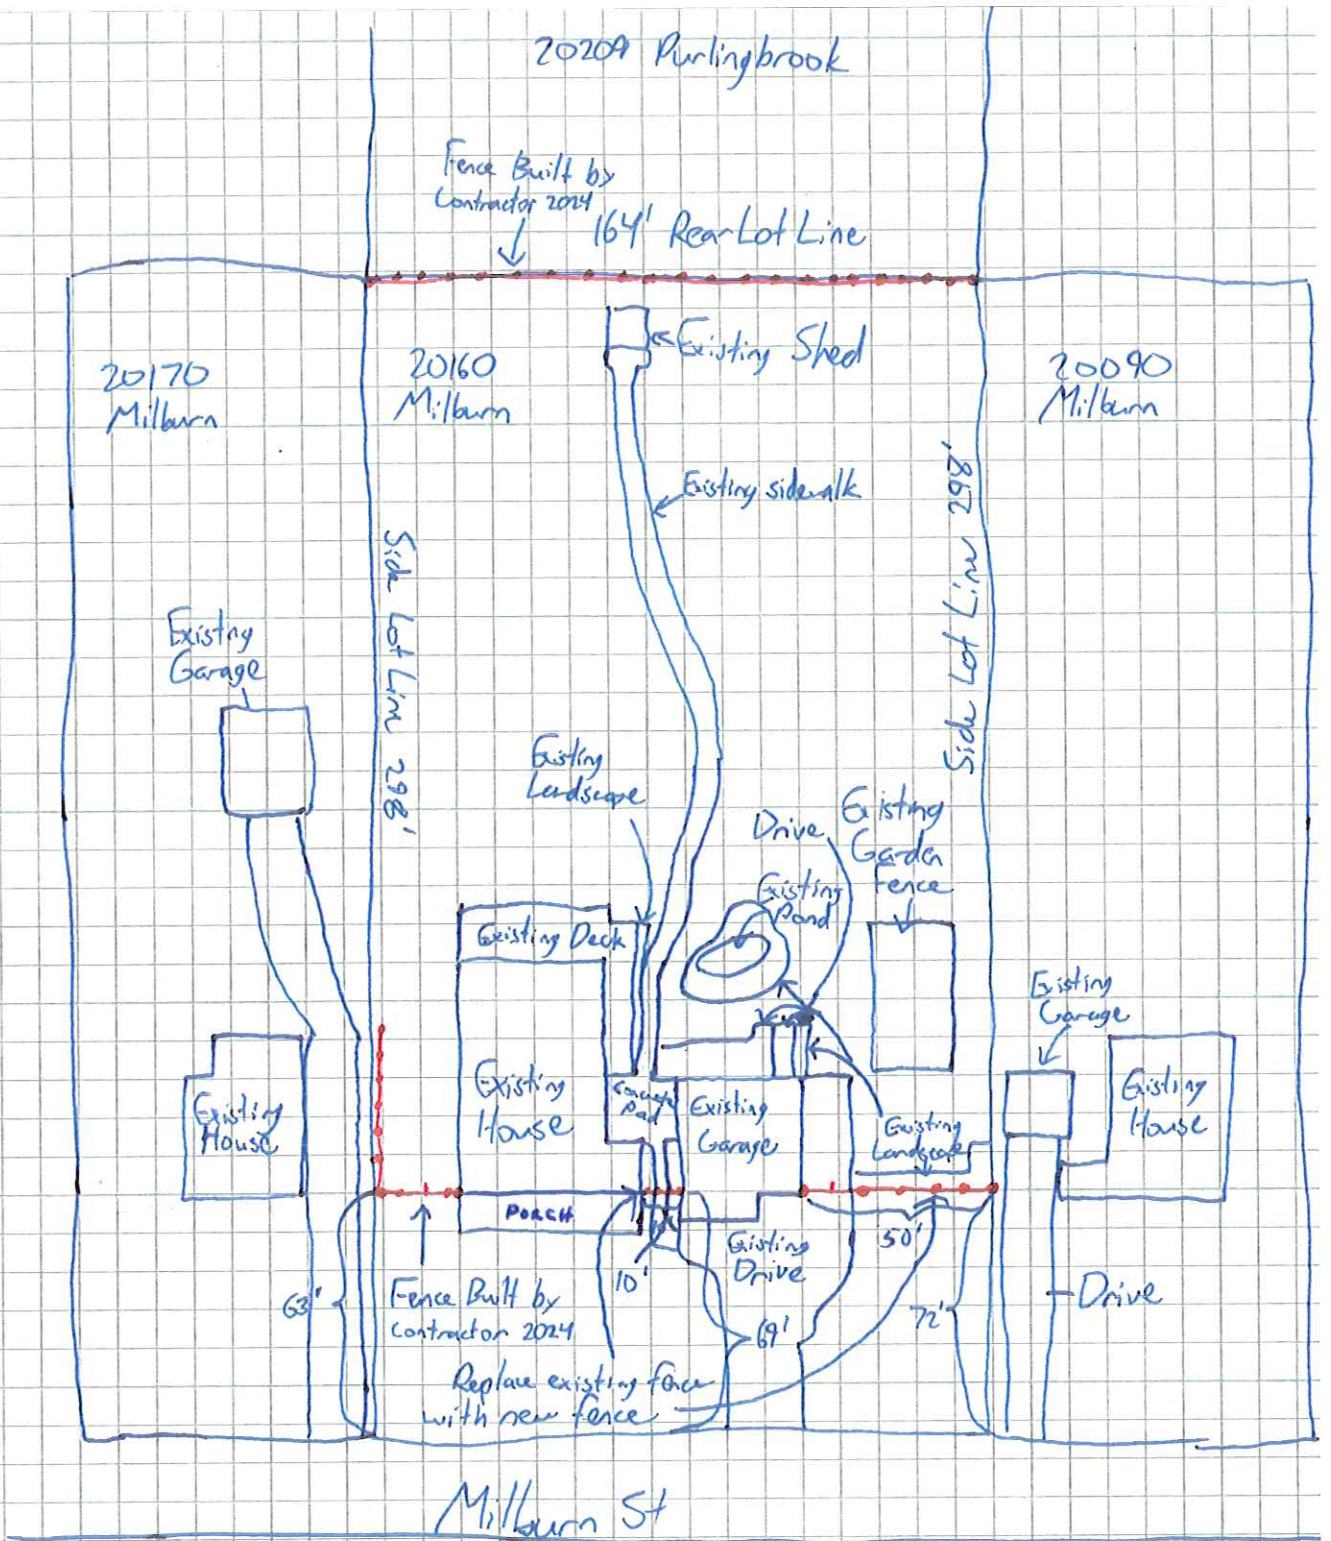 20209 Purlingbrook
Fence Built by
Contractor 2024
164' Rear Lot Line
Existing Shed
20170
Milburn
20160
Milburn
20090
Milburn
Existing sidewalk
Side Lot Line 298'
Side Lot Line 298'
Existing
Garage
Existing
Landscape
Drive
Existing
Garden
Fence
Existing
Pond
Existing Deck
Existing
Garage
Existing
House
Existing
House
Concrete
Pad
Existing
Garage
Existing
Landscape
Existing
House
PORCH
50'
Existing
Drive
10'
63'
Fence Built by
Contractor 2024
69'
72'
Drive
Replace existing fence
with new fence
Milburn St